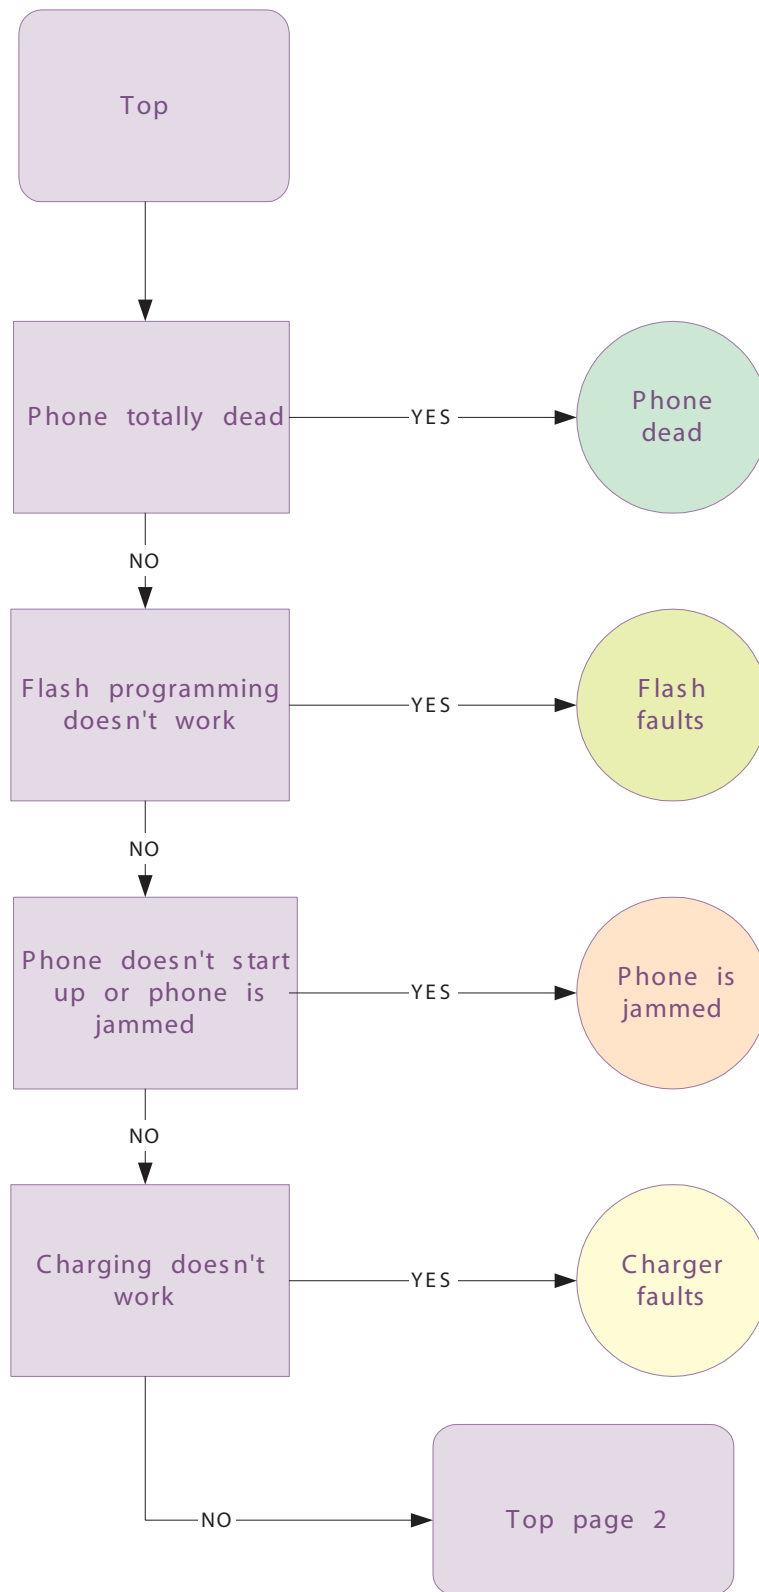 Top
Phone totally dead
YES
Phone
dead
NO
Flash programming
doesn't work
YES
Flash
faults
NO
Phone doesn't start
up or phone is
jammed
YES
Phone is
jammed
NO
Charging doesn't
work
YES
Charger
faults
NO
Top page 2